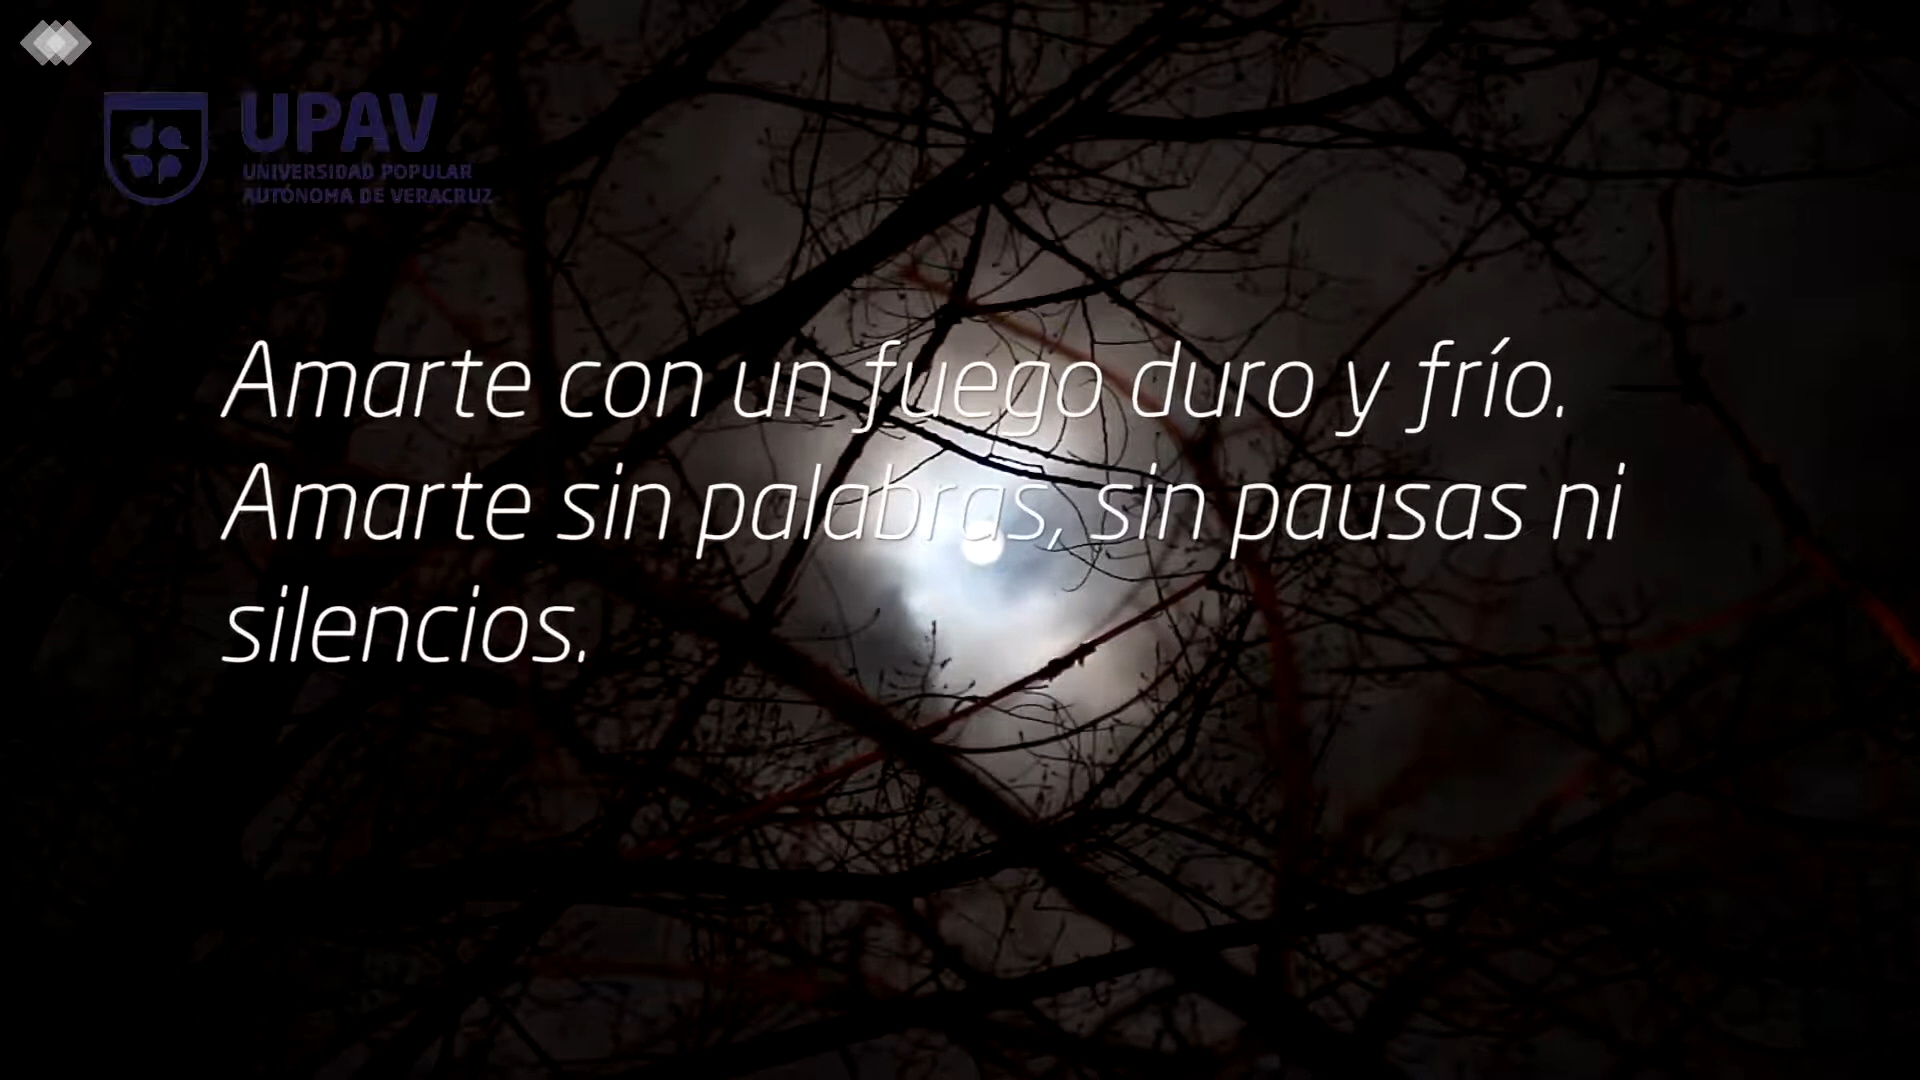 UPAV
UNIVERSIDAD POPULAR
AUTÓNOMA DE VERACRUZ
Amarte con un fuego duro y frío.
Amarte sin palabras, sin pausas ni
silencios.